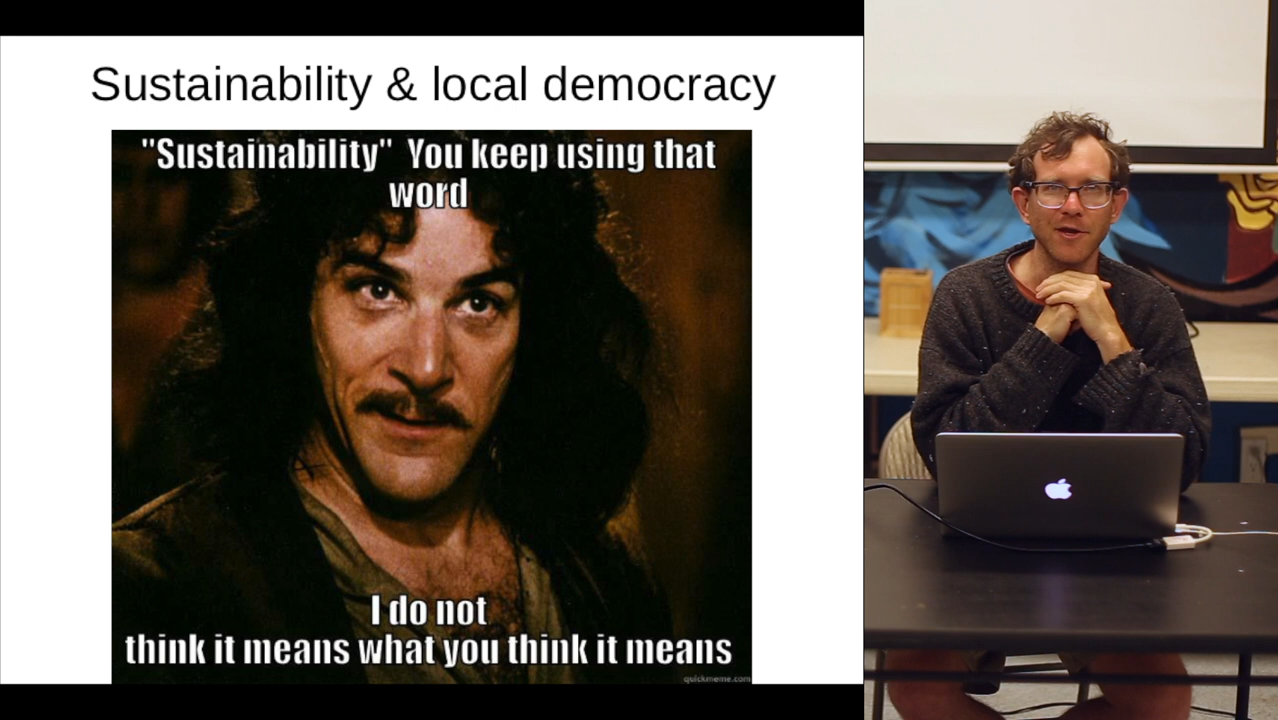 Sustainability & local democracy
"Sustainability"  You keep using that
word
I do not
think it means what you think it means
quickmeme.com